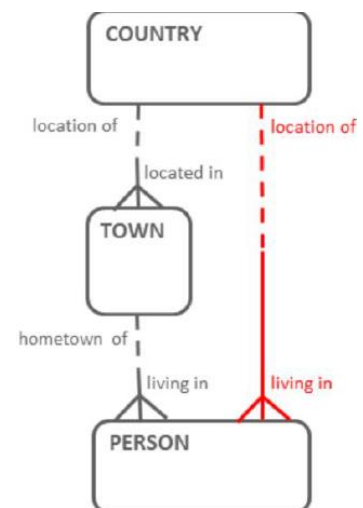 COUNTRY
location of
location of
located in
TOWN
hometown of
living in
living in
PERSON